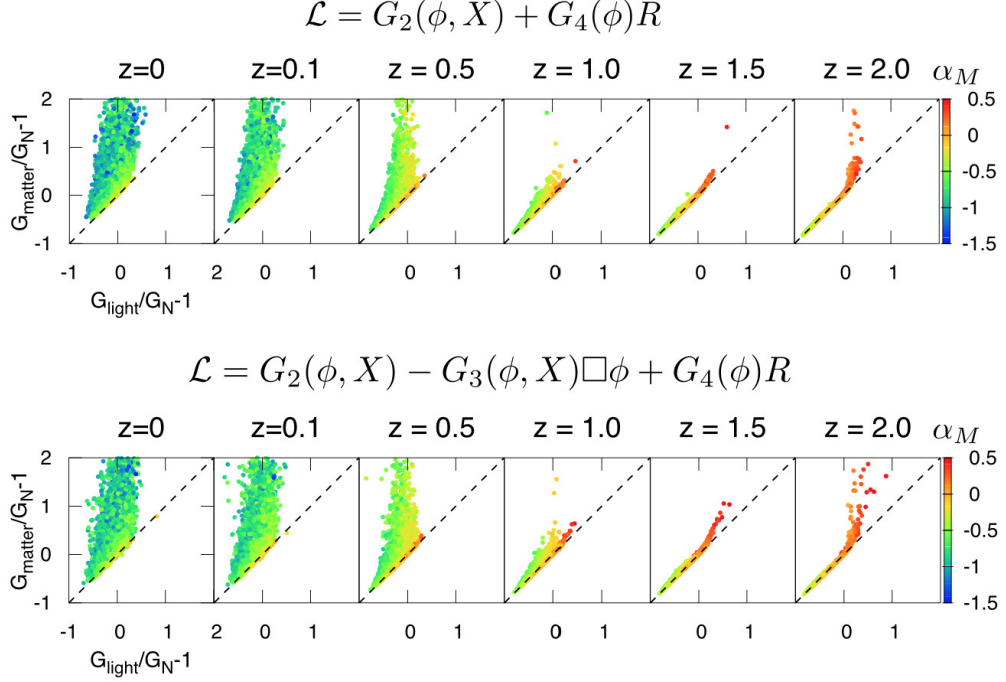 ℒ = G₂(ϕ, X) + G₄(ϕ)R
z=0 z=0.1 z = 0.5 z = 1.0 z = 1.5 z = 2.0 α_M
2 0.5
1 0
0 -0.5
-1
-1 -1.5
G_matter/G_N-1
-1 0 1 2 0 1 0 1 0 1 0 1 0 1
G_light/G_N-1
ℒ = G₂(ϕ, X) − G₃(ϕ, X)□ϕ + G₄(ϕ)R
z=0 z=0.1 z = 0.5 z = 1.0 z = 1.5 z = 2.0 α_M
2 0.5
1 0
0 -0.5
-1
-1 -1.5
G_matter/G_N-1
-1 0 1 2 0 1 0 1 0 1 0 1 0 1
G_light/G_N-1